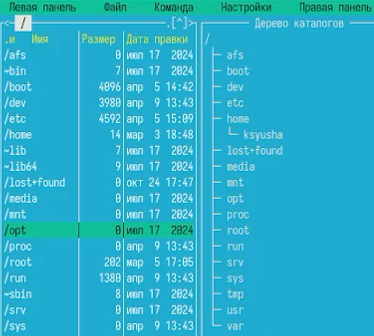 Левая панель Файл Команда Настройки Правая панель
<- / .[^]> Дерево каталогов
.и Имя Размер Дата правки
/afs 0 июл 17 2024
~bin 7 июл 17 2024
/boot 4096 апр 5 14:42
/dev 3980 апр 9 13:43
/etc 4592 апр 5 15:09
/home 14 мар 3 18:48
~lib 7 июл 17 2024
~lib64 9 июл 17 2024
/lost+found 0 окт 24 17:47
/media 0 июл 17 2024
/mnt 0 июл 17 2024
/opt 0 июл 17 2024
/proc 0 апр 9 13:43
/root 202 мар 5 17:05
/run 1380 апр 9 13:43
~sbin 8 июл 17 2024
/srv 0 июл 17 2024
/sys 0 апр 9 13:43
/
afs
boot
dev
etc
home
ksyusha
lost+found
media
mnt
opt
proc
root
run
srv
sys
tmp
usr
var